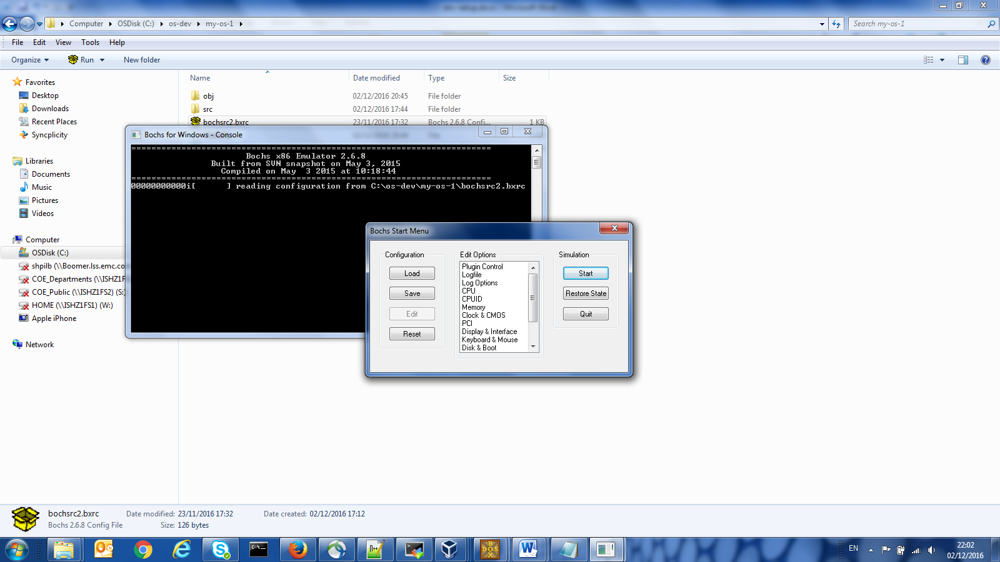 Computer OSDisk (C:) os-dev my-os-1
Search my-os-1
File Edit View Tools Help
Organize Run New folder
Name Date modified Type Size
Favorites
Desktop
Downloads
Recent Places
Syncplicity
Libraries
Documents
Music
Pictures
Videos
Computer
OSDisk (C:)
shpilb (\\Boomer.lss.emc.co
COE_Departments (\\ISHZ1F
COE_Public (\\ISHZ1FS2) (S:)
HOME (\\ISHZ1FS1) (W:)
Apple iPhone
Network
obj 02/12/2016 20:45 File folder
src 02/12/2016 17:44 File folder
bochsrc2.bxrc 23/11/2016 17:32 Bochs 2.6.8 Confi... 1 KB
Bochs for Windows - Console
========================================================================
Bochs x86 Emulator 2.6.8
Built from SVN snapshot on May 3, 2015
Compiled on May  3 2015 at 10:18:44
========================================================================
00000000000i[      ] reading configuration from C:\os-dev\my-os-1\bochsrc2.bxrc
Bochs Start Menu
Configuration
Load
Save
Edit
Reset
Edit Options
Plugin Control
Logfile
Log Options
CPU
CPUID
Memory
Clock & CMOS
PCI
Display & Interface
Keyboard & Mouse
Disk & Boot
Simulation
Start
Restore State
Quit
bochsrc2.bxrc Date modified: 23/11/2016 17:32 Date created: 02/12/2016 17:12
Bochs 2.6.8 Config File Size: 126 bytes
EN
22:02
02/12/2016